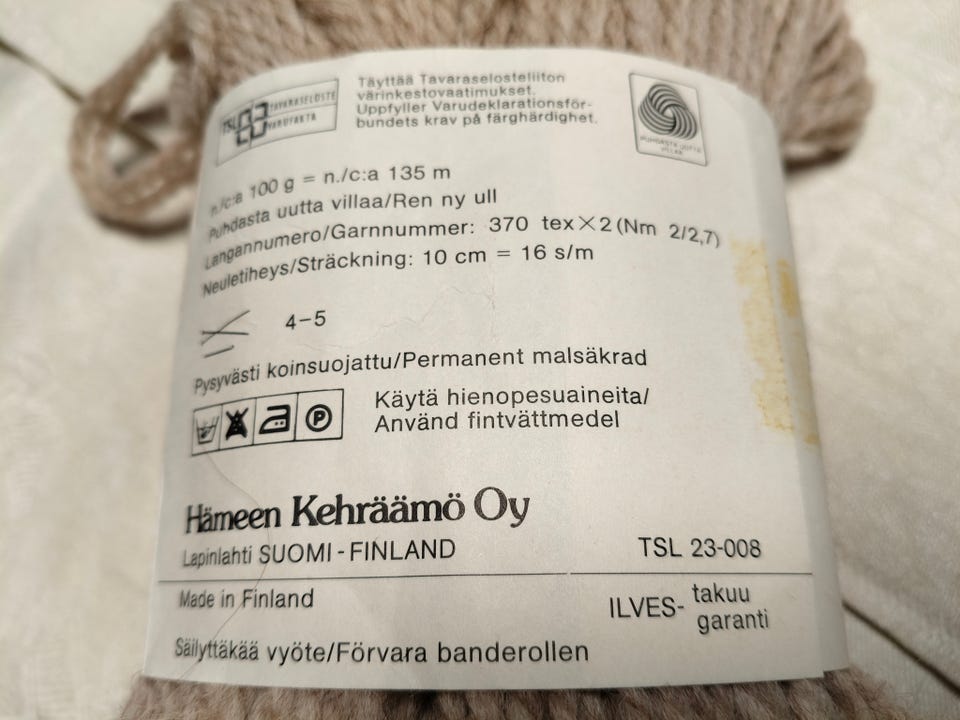 TSL TAVARASELOSTE
VARUFAKTA
Täyttää Tavaraselosteliiton
värinkestovaatimukset.
Uppfyller Varudeklarationsför-
bundets krav på färghärdighet.
PUHDASTA UUTTA
VILLAA
n./c:a 100 g = n./c:a 135 m
Puhdasta uutta villaa/Ren ny ull
Langannumero/Garnnummer: 370 tex×2 (Nm 2/2,7)
Neuletiheys/Sträckning: 10 cm = 16 s/m
4-5
Pysyvästi koinsuojattu/Permanent malsäkrad
P
Käytä hienopesuaineita/
Använd fintvättmedel
Hämeen Kehräämö Oy
Lapinlahti SUOMI-FINLAND
TSL 23-008
Made in Finland
ILVES- takuu
garanti
Säilyttäkää vyöte/Förvara banderollen